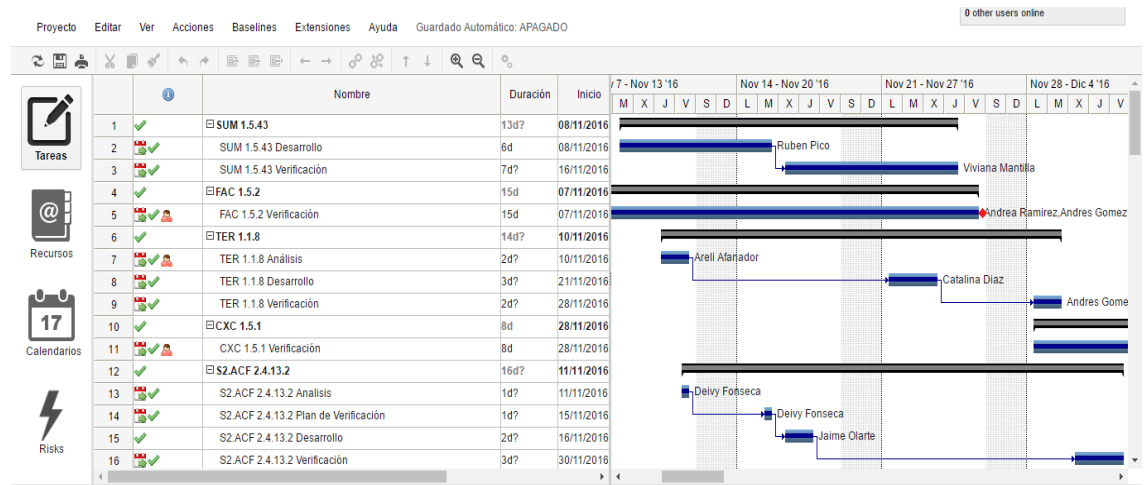 0 other users online
Proyecto Editar Ver Acciones Baselines Extensiones Ayuda Guardado Automático: APAGADO
Nombre Duración Inicio / 7 - Nov 13 '16 Nov 14 - Nov 20 '16 Nov 21 - Nov 27 '16 Nov 28 - Dic 4 '16
M X J V S D L M X J V S D L M X J V S D L M X J V
1 SUM 1.5.43 13d? 08/11/2016
2 SUM 1.5.43 Desarrollo 6d 08/11/2016 Ruben Pico
3 SUM 1.5.43 Verificación 7d? 16/11/2016 Viviana Mantilla
4 FAC 1.5.2 15d 07/11/2016
5 FAC 1.5.2 Verificación 15d 07/11/2016 Andrea Ramirez,Andres Gomez
6 TER 1.1.8 14d? 10/11/2016
7 TER 1.1.8 Análisis 2d? 10/11/2016 Areli Afanador
8 TER 1.1.8 Desarrollo 3d? 21/11/2016 Catalina Diaz
9 TER 1.1.8 Verificación 2d? 28/11/2016 Andres Gome
10 CXC 1.5.1 8d 28/11/2016
11 CXC 1.5.1 Verificación 8d 28/11/2016
12 S2.ACF 2.4.13.2 16d? 11/11/2016
13 S2.ACF 2.4.13.2 Analisis 1d? 11/11/2016 Deivy Fonseca
14 S2.ACF 2.4.13.2 Plan de Verificación 1d? 15/11/2016 Deivy Fonseca
15 S2.ACF 2.4.13.2 Desarrollo 2d? 16/11/2016 Jaime Olarte
16 S2.ACF 2.4.13.2 Verificación 3d? 30/11/2016
Tareas
@
Recursos
17
Calendarios
Risks